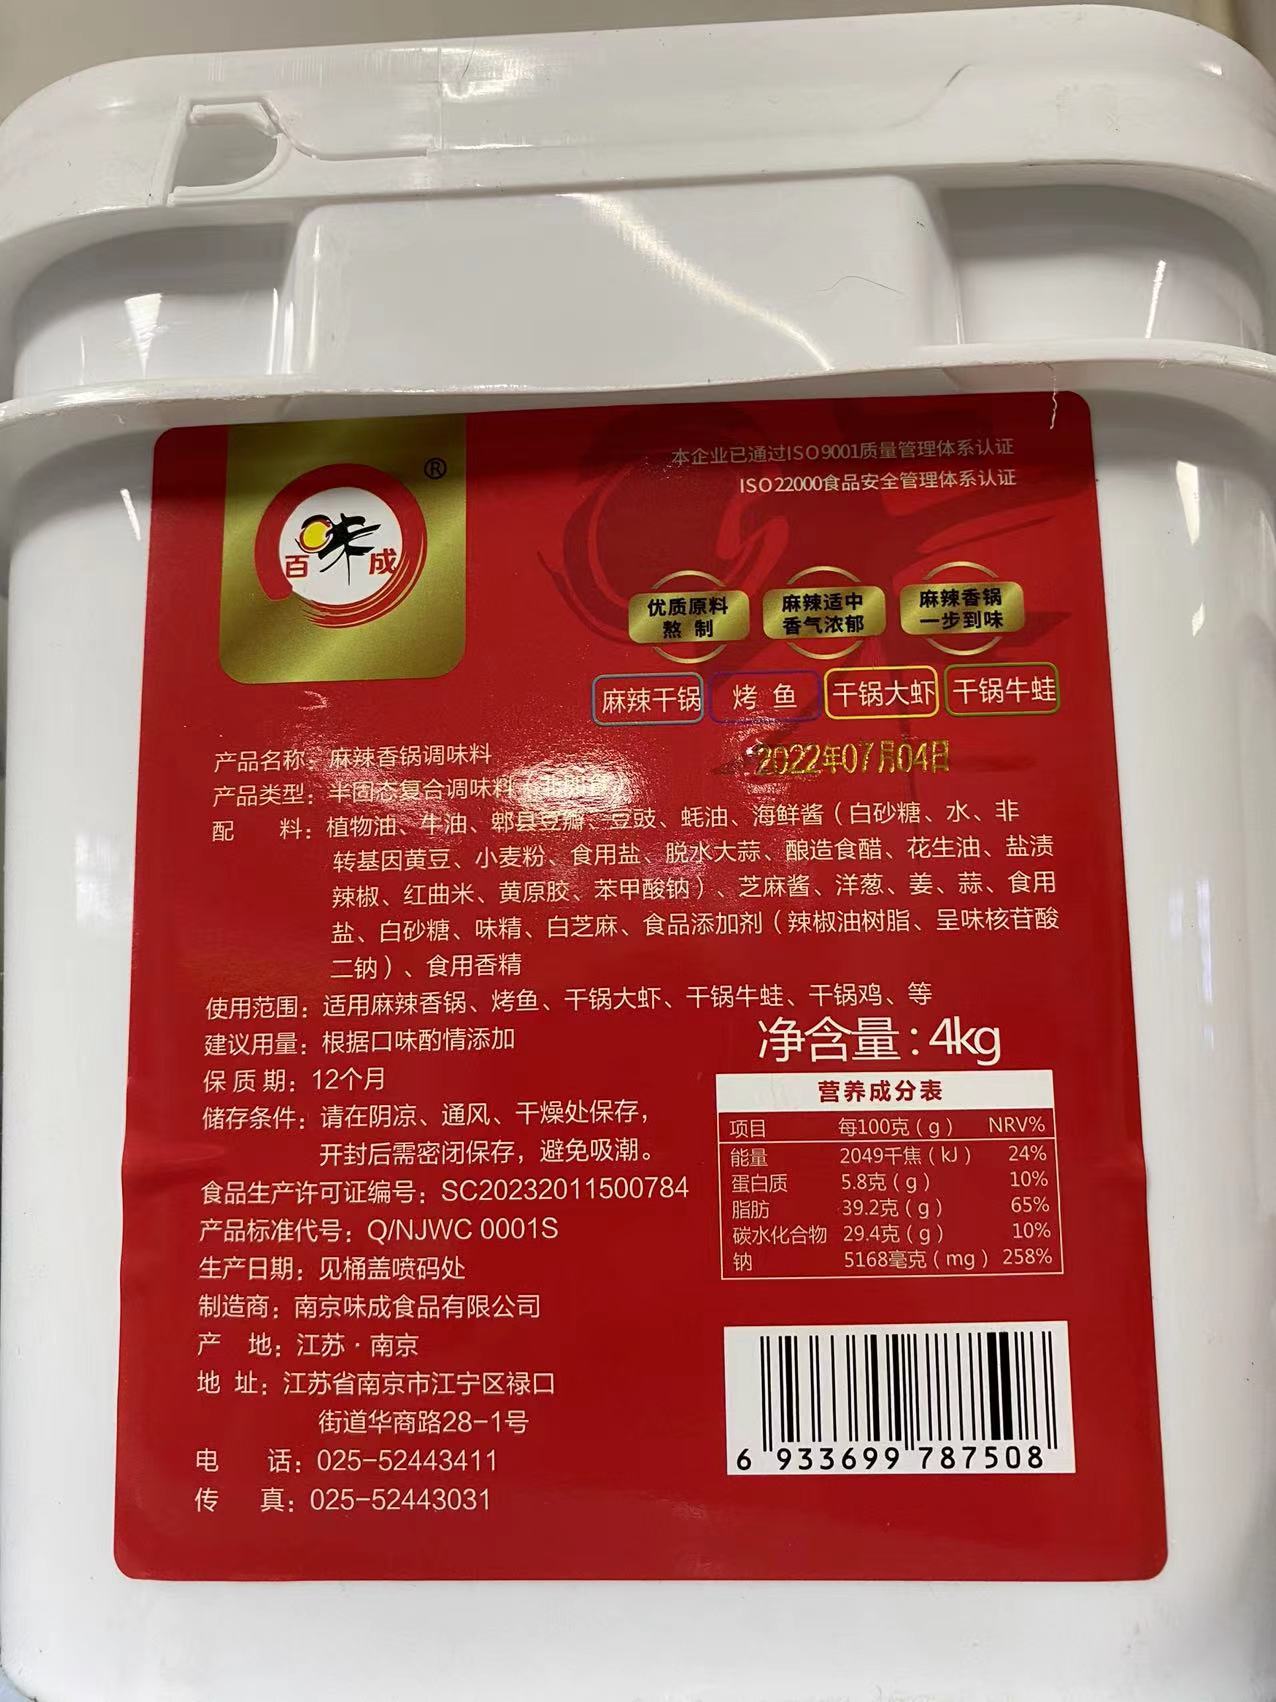 ®
百味成
本企业已通过ISO9001质量管理体系认证
ISO22000食品安全管理体系认证
优质原料
熬 制
麻辣适中
香气浓郁
麻辣香锅
一步到味
麻辣干锅
烤 鱼
干锅大虾
干锅牛蛙
2022年07月04日
产品名称：麻辣香锅调味料
产品类型：半固态复合调味料（非即食）
配 料：植物油、牛油、郫县豆瓣、豆豉、蚝油、海鲜酱（白砂糖、水、非
转基因黄豆、小麦粉、食用盐、脱水大蒜、酿造食醋、花生油、盐渍
辣椒、红曲米、黄原胶、苯甲酸钠）、芝麻酱、洋葱、姜、蒜、食用
盐、白砂糖、味精、白芝麻、食品添加剂（辣椒油树脂、呈味核苷酸
二钠）、食用香精
使用范围：适用麻辣香锅、烤鱼、干锅大虾、干锅牛蛙、干锅鸡、等
建议用量：根据口味酌情添加
保质期：12个月
储存条件：请在阴凉、通风、干燥处保存，
开封后需密闭保存，避免吸潮。
食品生产许可证编号：SC20232011500784
产品标准代号：Q/NJWC 0001S
生产日期：见桶盖喷码处
制造商：南京味成食品有限公司
产 地：江苏·南京
地 址：江苏省南京市江宁区禄口
街道华商路28-1号
电 话：025-52443411
传 真：025-52443031
净含量：4kg
营养成分表
项目 每100克（g） NRV%
能量 2049千焦（kJ） 24%
蛋白质 5.8克（g） 10%
脂肪 39.2克（g） 65%
碳水化合物 29.4克（g） 10%
钠 5168毫克（mg） 258%
6 933699 787508